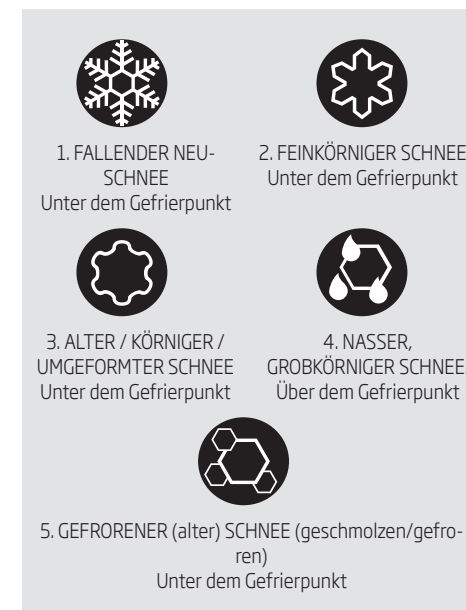 1. FALLENDER NEU-
SCHNEE
Unter dem Gefrierpunkt
2. FEINKÖRNIGER SCHNEE
Unter dem Gefrierpunkt
3. ALTER / KÖRNIGER /
UMGEFORMTER SCHNEE
Unter dem Gefrierpunkt
4. NASSER,
GROBKÖRNIGER SCHNEE
Über dem Gefrierpunkt
5. GEFRORENER (alter) SCHNEE (geschmolzen/gefro-
ren)
Unter dem Gefrierpunkt